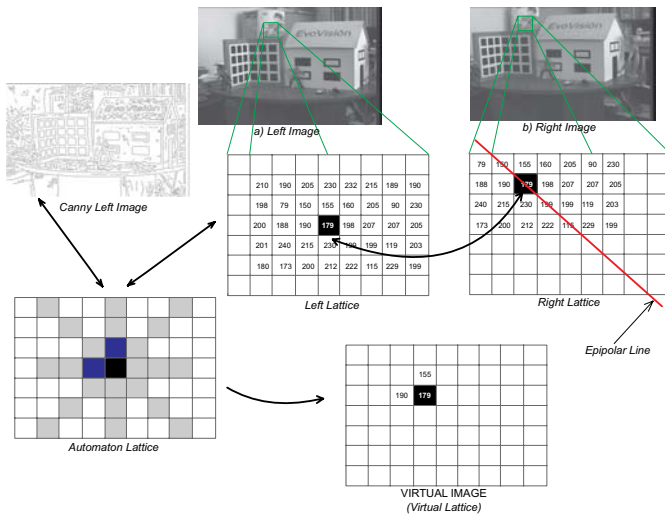 EvoVisión
EvoVisión
a) Left Image
b) Right Image
Canny Left Image
210 190 205 230 232 215 189 190
198 79 150 155 160 205 90 230
200 188 190 179 198 207 207 205
201 240 215 230 199 199 119 203
180 173 200 212 222 115 229 199
Left Lattice
79 150 155 160 205 90 230
188 190 179 198 207 207 205
240 215 230 199 199 119 203
173 200 212 222 115 229 199
Right Lattice
Epipolar Line
Automaton Lattice
155
190 179
VIRTUAL IMAGE
(Virtual Lattice)